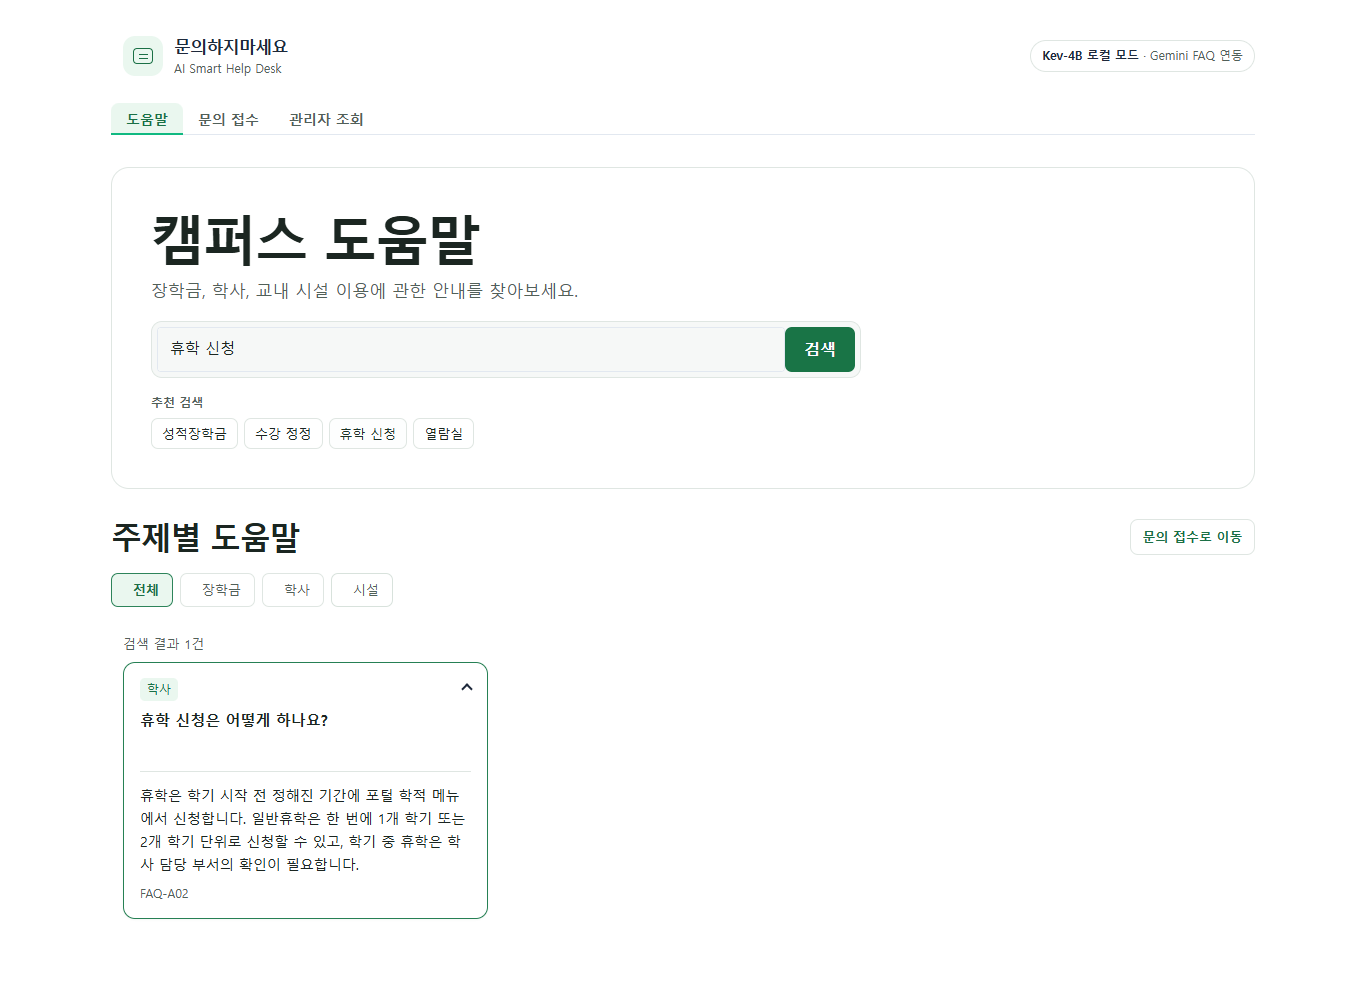 문의하지마세요
AI Smart Help Desk
Kev-4B 로컬 모드 · Gemini FAQ 연동
도움말
문의 접수
관리자 조회
캠퍼스 도움말
장학금, 학사, 교내 시설 이용에 관한 안내를 찾아보세요.
휴학 신청
검색
추천 검색
성적장학금
수강 정정
휴학 신청
열람실
주제별 도움말
문의 접수로 이동
전체
장학금
학사
시설
검색 결과 1건
학사
휴학 신청은 어떻게 하나요?
휴학은 학기 시작 전 정해진 기간에 포털 학적 메뉴
에서 신청합니다. 일반휴학은 한 번에 1개 학기 또는
2개 학기 단위로 신청할 수 있고, 학기 중 휴학은 학
사 담당 부서의 확인이 필요합니다.
FAQ-A02